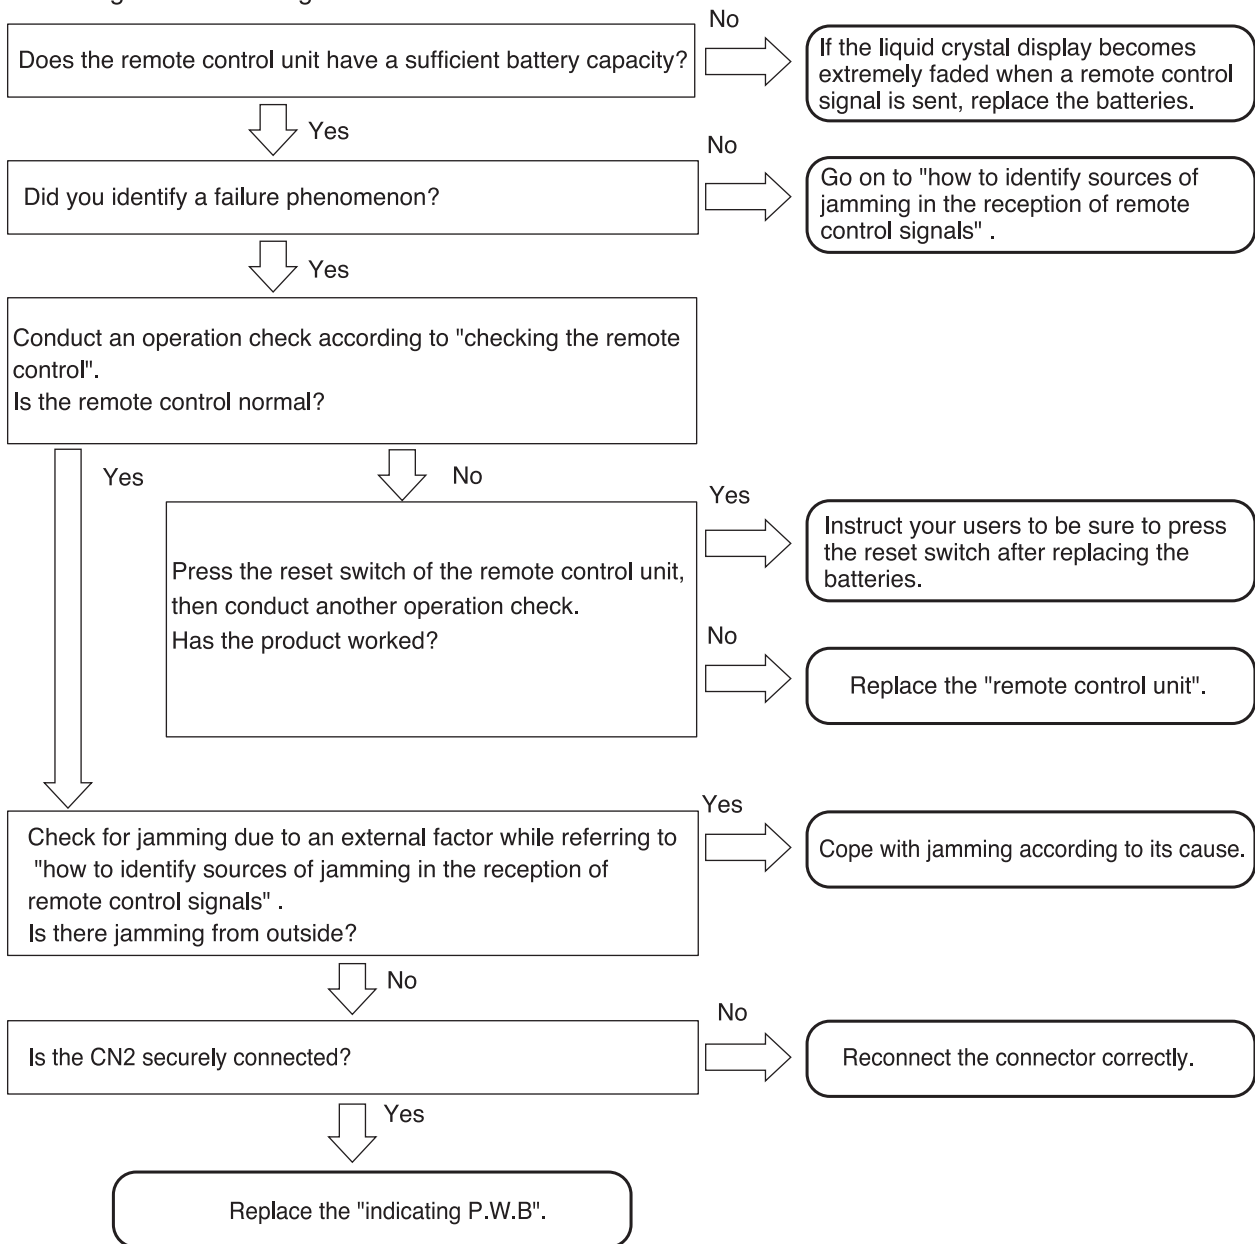 No
Does the remote control unit have a sufficient battery capacity?
If the liquid crystal display becomes
extremely faded when a remote control
signal is sent, replace the batteries.
Yes
No
Did you identify a failure phenomenon?
Go on to "how to identify sources of
jamming in the reception of remote
control signals" .
Yes
Conduct an operation check according to "checking the remote
control".
Is the remote control normal?
Yes
No
Press the reset switch of the remote control unit,
then conduct another operation check.
Has the product worked?
Yes
Instruct your users to be sure to press
the reset switch after replacing the
batteries.
No
Replace the "remote control unit".
Check for jamming due to an external factor while referring to
"how to identify sources of jamming in the reception of
remote control signals" .
Is there jamming from outside?
Yes
Cope with jamming according to its cause.
No
Is the CN2 securely connected?
No
Reconnect the connector correctly.
Yes
Replace the "indicating P.W.B".